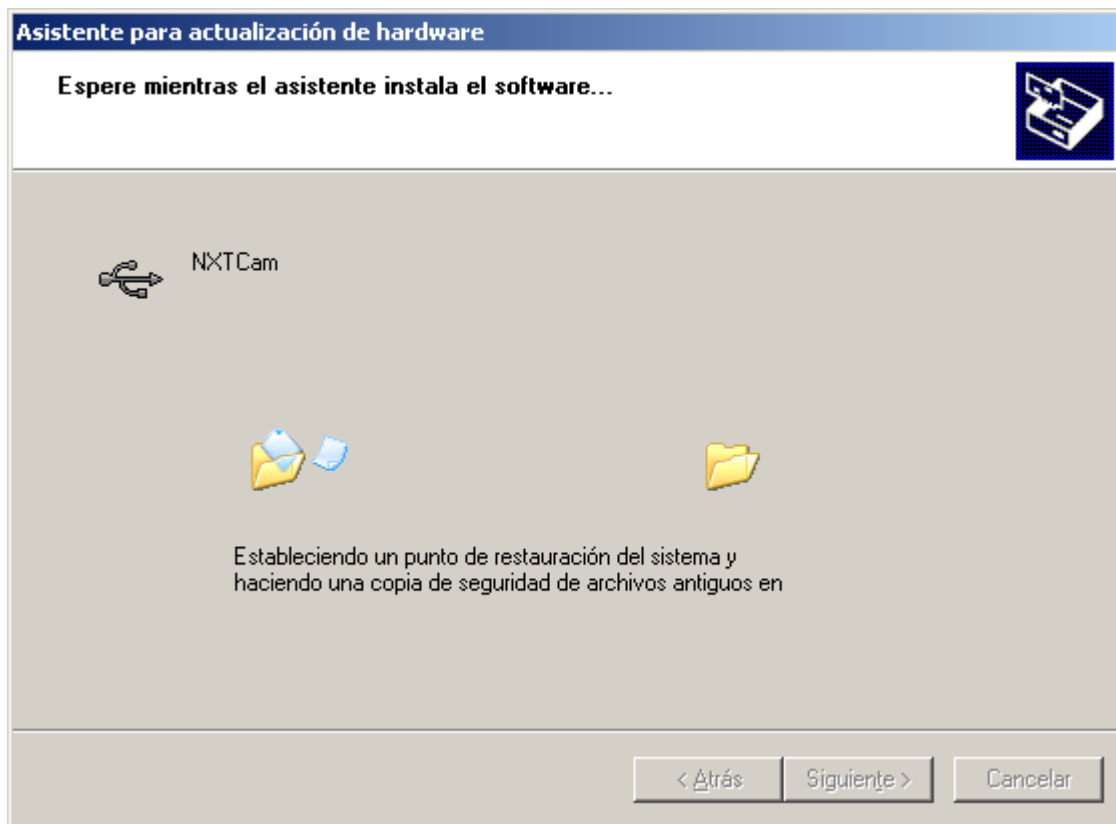 Asistente para actualización de hardware
Espere mientras el asistente instala el software...
NXTCam
Estableciendo un punto de restauración del sistema y
haciendo una copia de seguridad de archivos antiguos en
< Atrás
Siguiente >
Cancelar